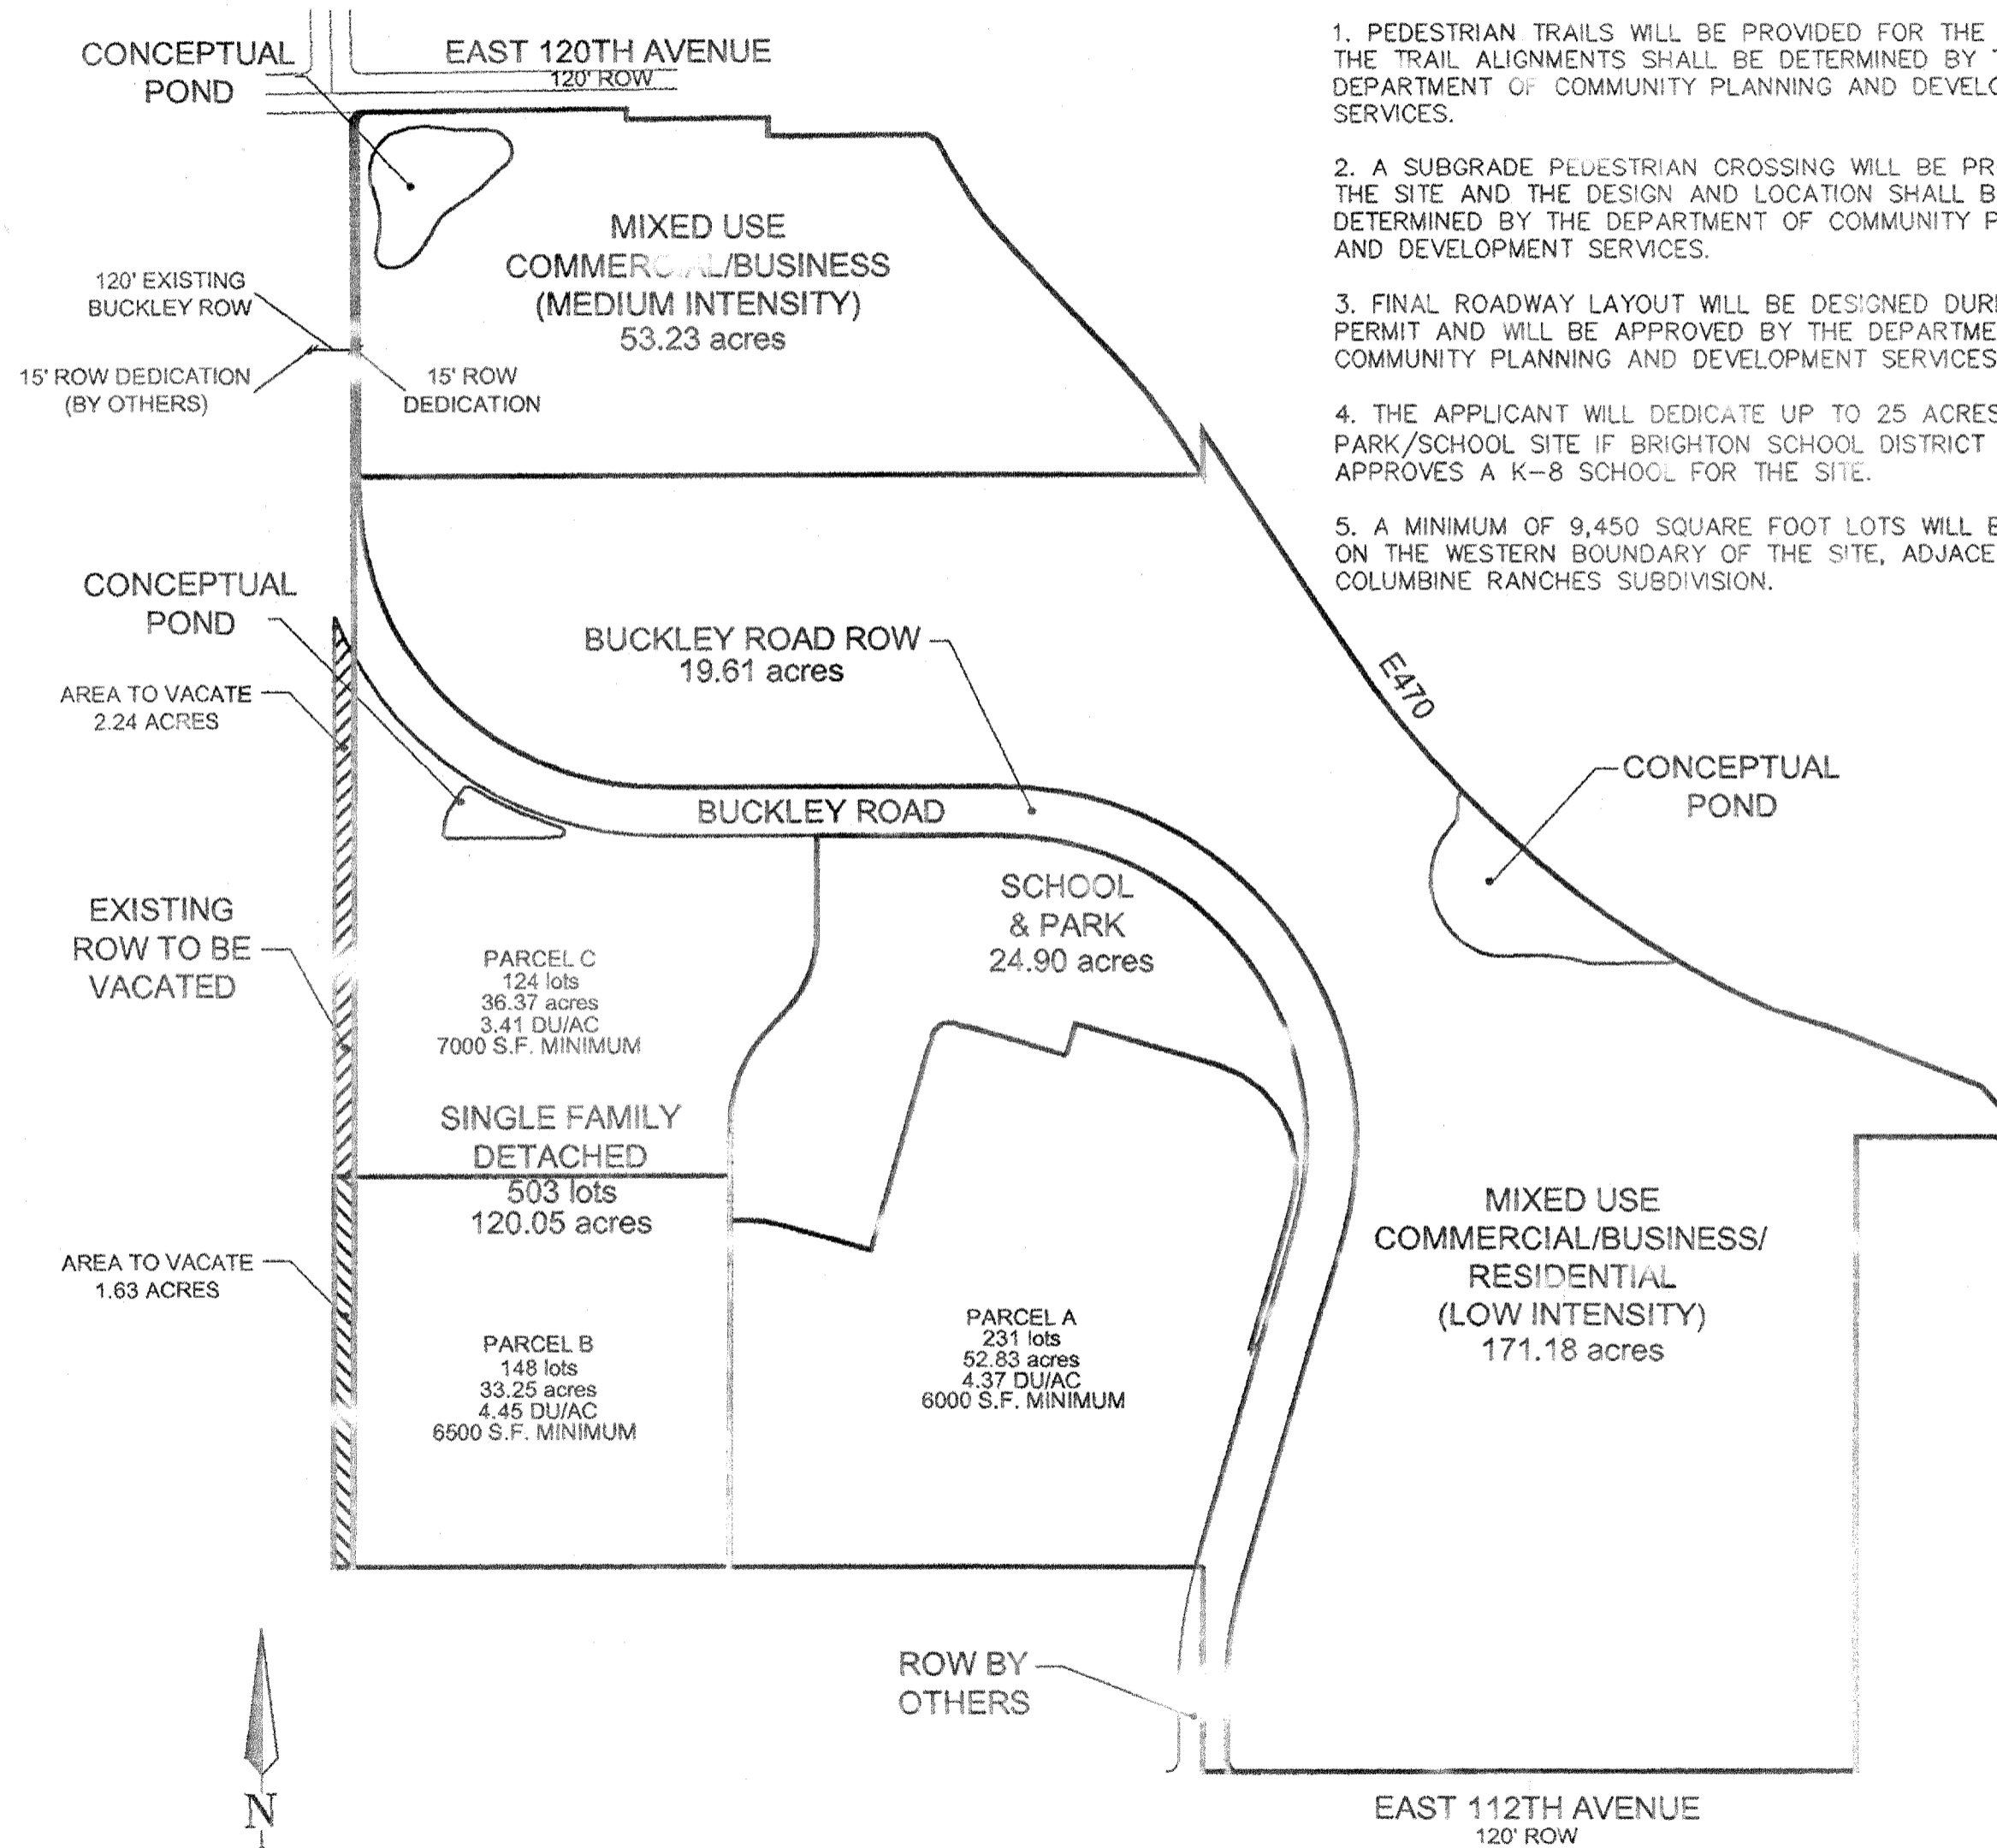 CONCEPTUAL
POND
EAST 120TH AVENUE
120' ROW
1. PEDESTRIAN TRAILS WILL BE PROVIDED FOR THE
THE TRAIL ALIGNMENTS SHALL BE DETERMINED BY
DEPARTMENT OF COMMUNITY PLANNING AND
SERVICES.
2. A SUBGRADE PEDESTRIAN CROSSING WILL BE
THE SITE AND THE DESIGN AND LOCATION SHALL
DETERMINED BY THE DEPARTMENT OF COMMUNITY
AND DEVELOPMENT SERVICES.
3. FINAL ROADWAY LAYOUT WILL BE DESIGNED
PERMIT AND WILL BE APPROVED BY THE
COMMUNITY PLANNING AND DEVELOPMENT SERVICES
4. THE APPLICANT WILL DEDICATE UP TO 25 ACRES
PARK/SCHOOL SITE IF BRIGHTON SCHOOL DISTRICT
APPROVES A K-8 SCHOOL FOR THE SITE.
5. A MINIMUM OF 9,450 SQUARE FOOT LOTS WILL
ON THE WESTERN BOUNDARY OF THE SITE,
COLUMBINE RANCHES SUBDIVISION.
MIXED USE
COMMERCIAL/BUSINESS
(MEDIUM INTENSITY)
53.23 acres
120' EXISTING
BUCKLEY ROW
15' ROW DEDICATION
(BY OTHERS)
15' ROW
DEDICATION
CONCEPTUAL
POND
BUCKLEY ROAD ROW
19.61 acres
AREA TO VACATE
2.24 ACRES
E470
CONCEPTUAL
POND
BUCKLEY ROAD
SCHOOL
& PARK
24.90 acres
EXISTING
ROW TO BE
VACATED
PARCEL C
124 lots
36.37 acres
3.41 DU/AC
7000 S.F. MINIMUM
SINGLE FAMILY
DETACHED
503 lots
120.05 acres
MIXED USE
COMMERCIAL/BUSINESS/
RESIDENTIAL
(LOW INTENSITY)
171.18 acres
AREA TO VACATE
1.63 ACRES
PARCEL B
148 lots
33.25 acres
4.45 DU/AC
6500 S.F. MINIMUM
PARCEL A
231 lots
52.83 acres
4.37 DU/AC
6000 S.F. MINIMUM
ROW BY
OTHERS
N
EAST 112TH AVENUE
120' ROW